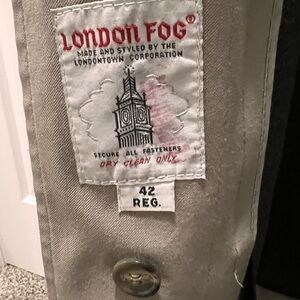 LONDON FOG®
MADE AND STYLED BY THE
LONDONTOWN CORPORATION
SECURE ALL FASTENERS
DRY CLEAN ONLY
42
REG.